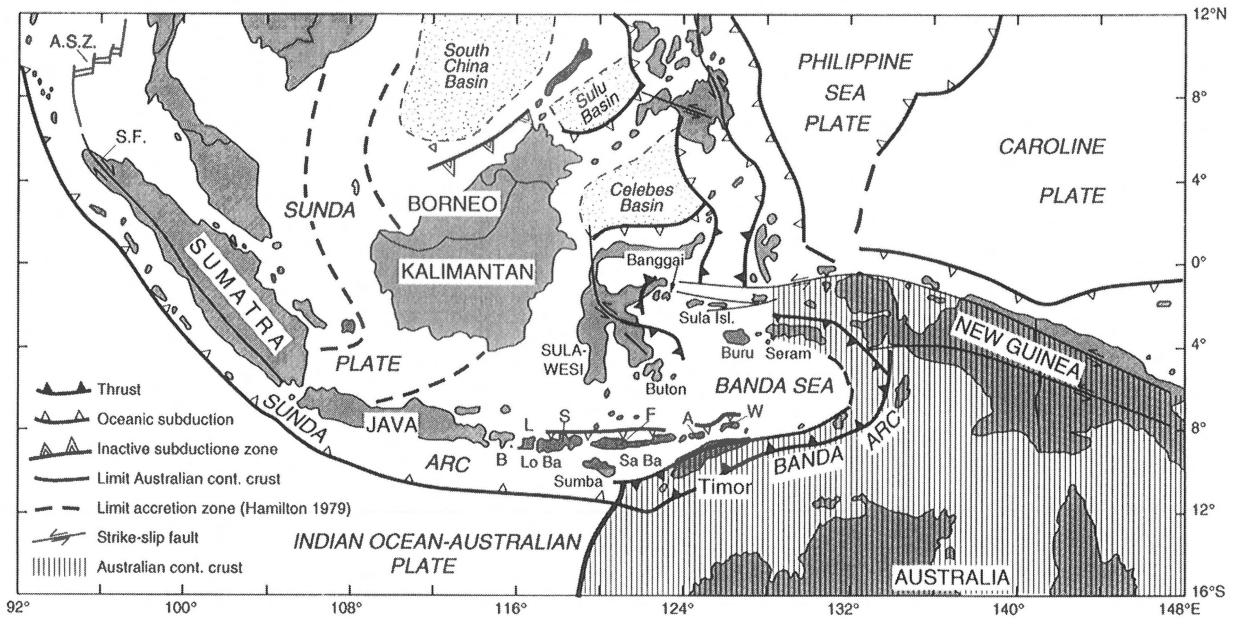 A.S.Z.
South
China
Basin
Sulu
Basin
PHILIPPINE
SEA
PLATE
12°N
8°
S.F.
CAROLINE
PLATE
4°
SUNDA
BORNEO
Celebes
Basin
SUMATRA
KALIMANTAN
Banggai
0°
Sula Isl.
NEW GUINEA
PLATE
SULA-
WESI
Buru
Seram
4°
Buton
BANDA SEA
SUNDA
JAVA
L
S
F
A
W
8°
ARC
B
Lo Ba
Sa Ba
BANDA
ARC
Sumba
Timor
12°
INDIAN OCEAN-AUSTRALIAN
PLATE
AUSTRALIA
16°S
Thrust
Oceanic subduction
Inactive subductione zone
Limit Australian cont. crust
Limit accretion zone (Hamilton 1979)
Strike-slip fault
Australian cont. crust
92°
100°
108°
116°
124°
132°
140°
148°E